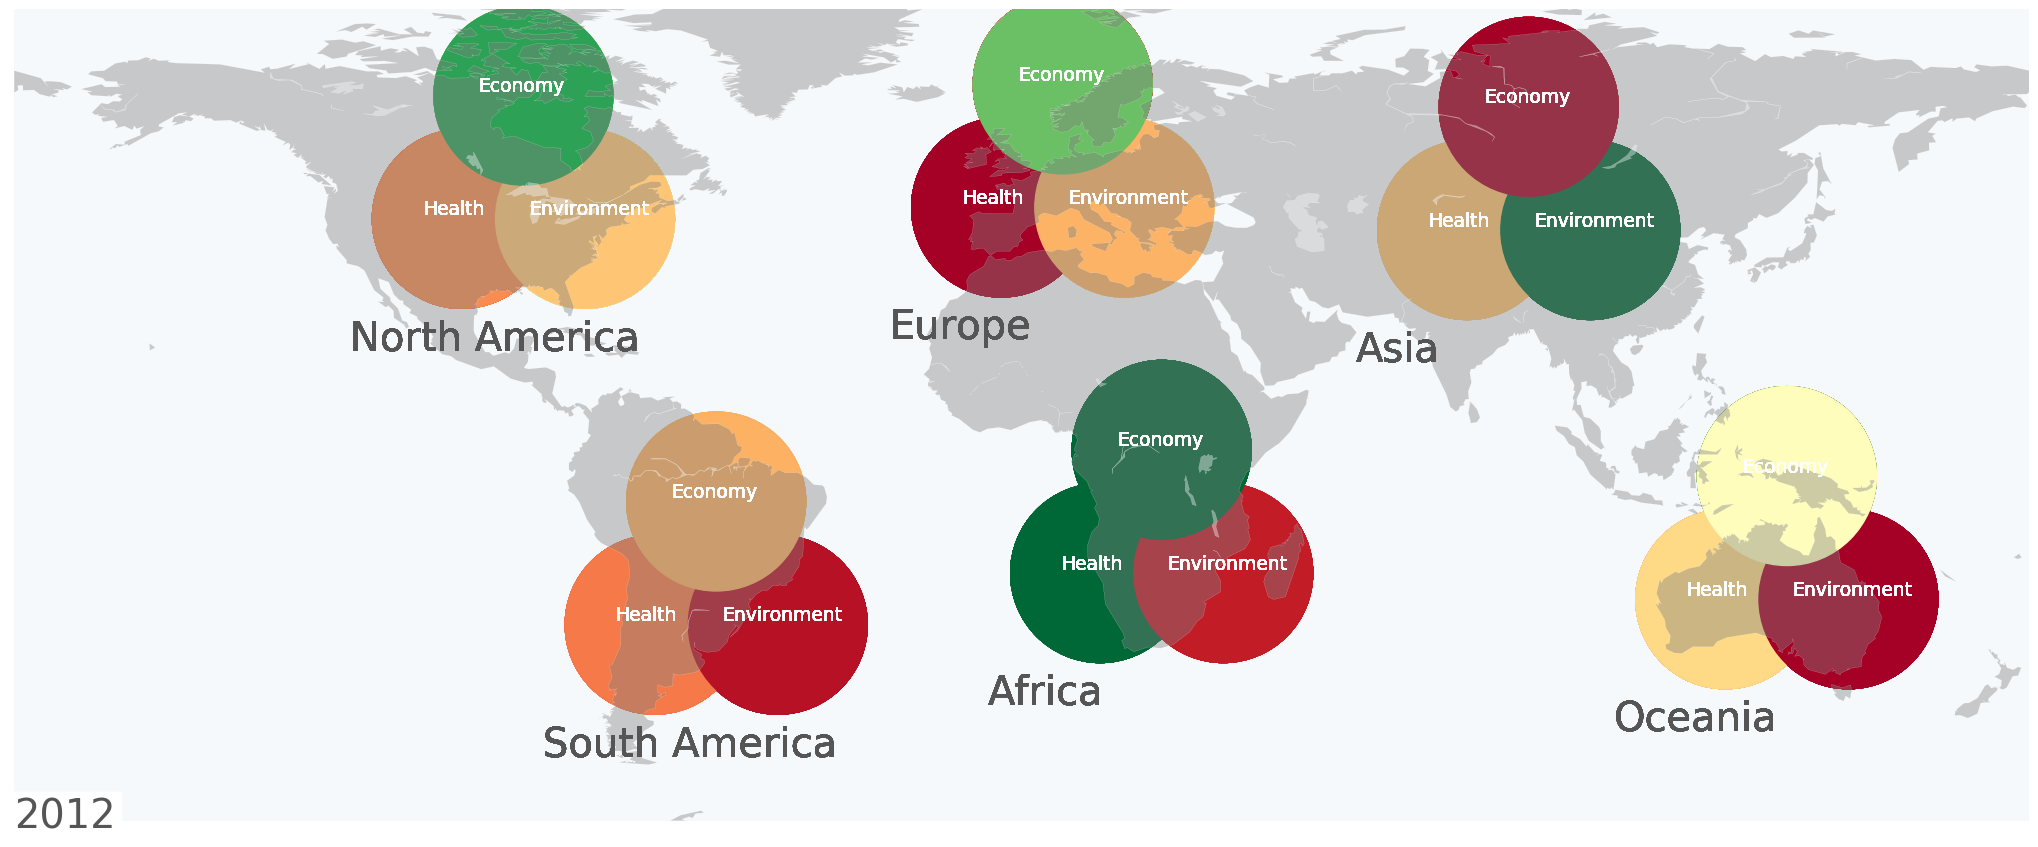 Economy
Health
Environment
North America
Economy
Health
Environment
Europe
Economy
Health
Environment
Asia
Economy
Health
Environment
South America
Economy
Health
Environment
Africa
Economy
Health
Environment
Oceania
2012